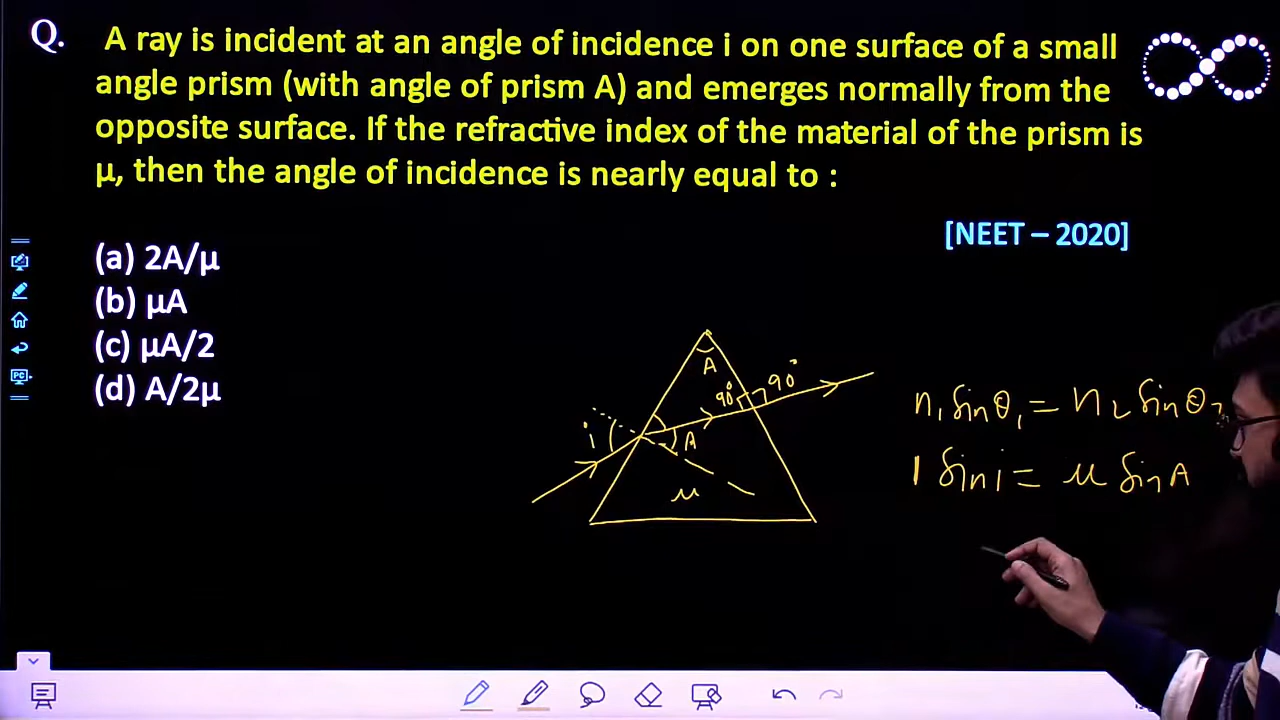 Q. A ray is incident at an angle of incidence i on one surface of a small
angle prism (with angle of prism A) and emerges normally from the
opposite surface. If the refractive index of the material of the prism is
μ, then the angle of incidence is nearly equal to :
[NEET – 2020]
(a) 2A/μ
(b) μA
(c) μA/2
(d) A/2μ
A
90°
90°
i
A
μ
n₁ sinθ₁ = n₂ sinθ₂
1 sin i = μ sin A
PC